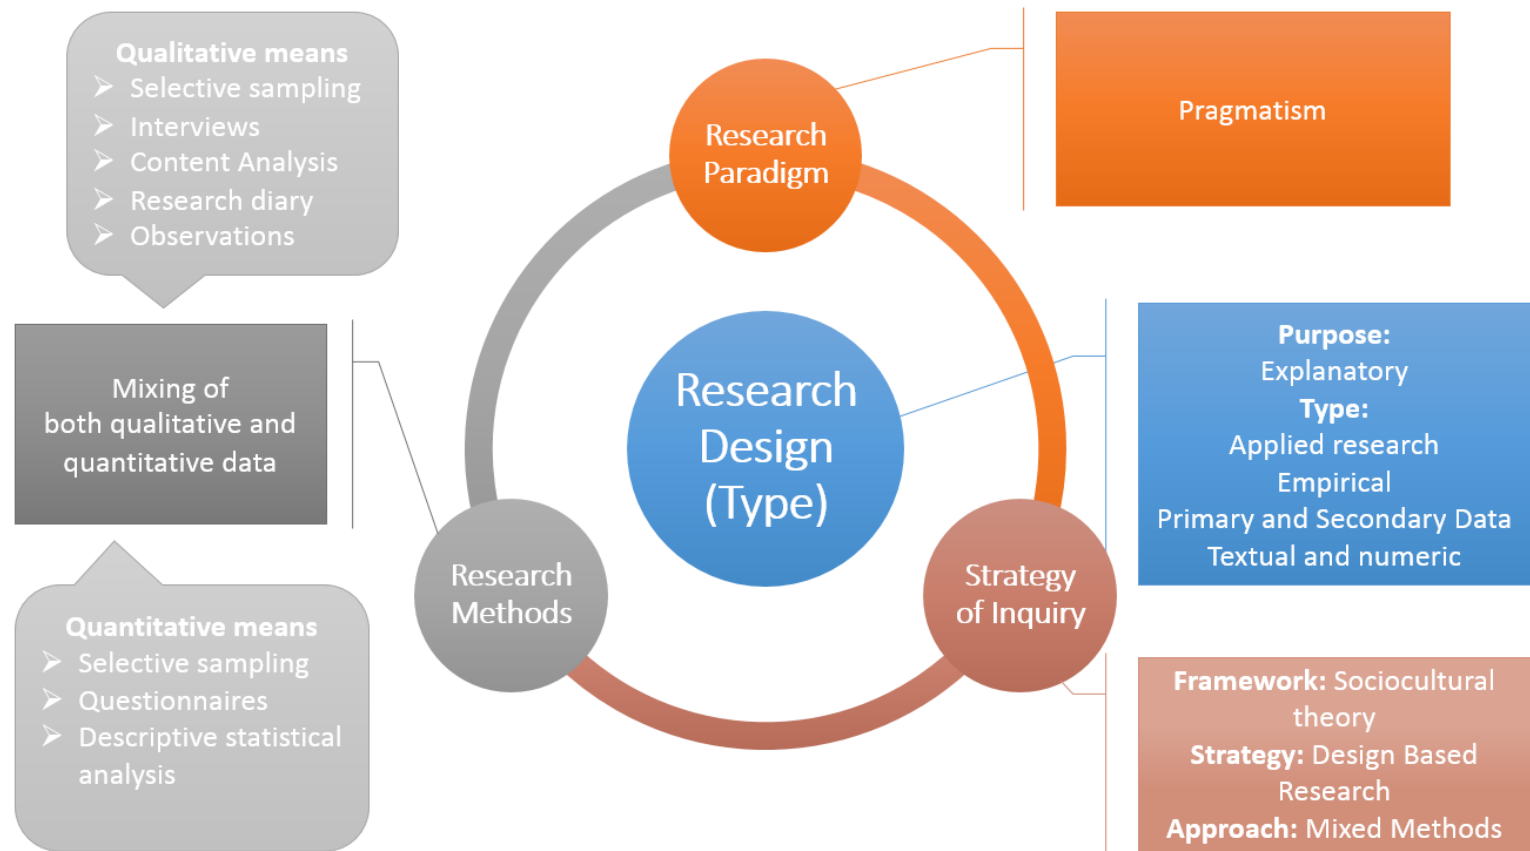 Qualitative means
➢ Selective sampling
➢ Interviews
➢ Content Analysis
➢ Research diary
➢ Observations
Research
Paradigm
Pragmatism
Mixing of
both qualitative and
quantitative data
Research
Design
(Type)
Purpose:
Explanatory
Type:
Applied research
Empirical
Primary and Secondary Data
Textual and numeric
Research
Methods
Strategy
of Inquiry
Quantitative means
➢ Selective sampling
➢ Questionnaires
➢ Descriptive statistical
analysis
Framework: Sociocultural
theory
Strategy: Design Based
Research
Approach: Mixed Methods